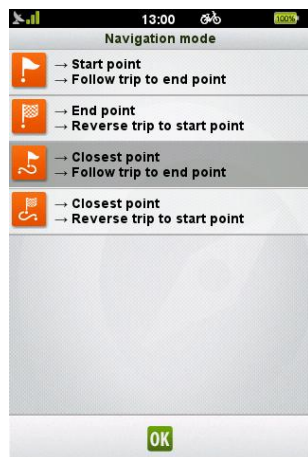 13:00
100%
Navigation mode
→ Start point
→ Follow trip to end point
→ End point
→ Reverse trip to start point
→ Closest point
→ Follow trip to end point
→ Closest point
→ Reverse trip to start point
OK